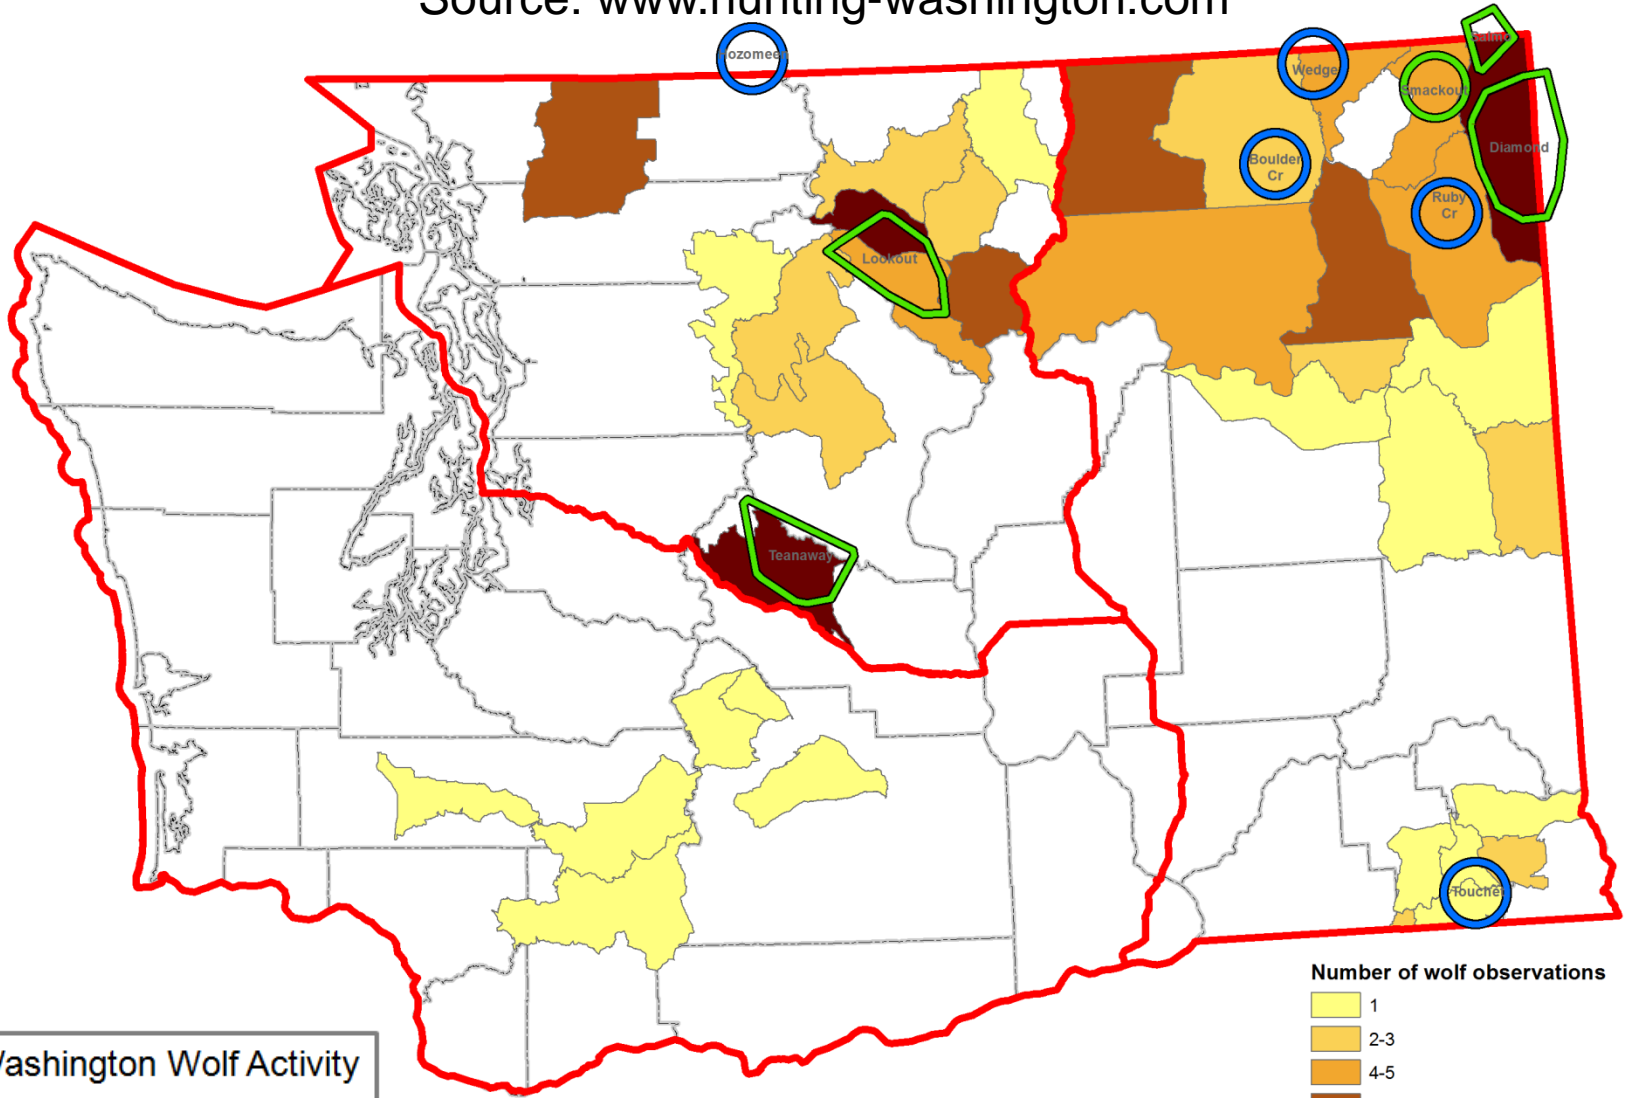 Source: www.hunting-washington.com
Hozomeen
Wedge
Salmo
Smackout
Diamond
Boulder
Cr
Ruby
Cr
Lookout
Teanaway
Touchet
Number of wolf observations
1
2-3
4-5
Washington Wolf Activity